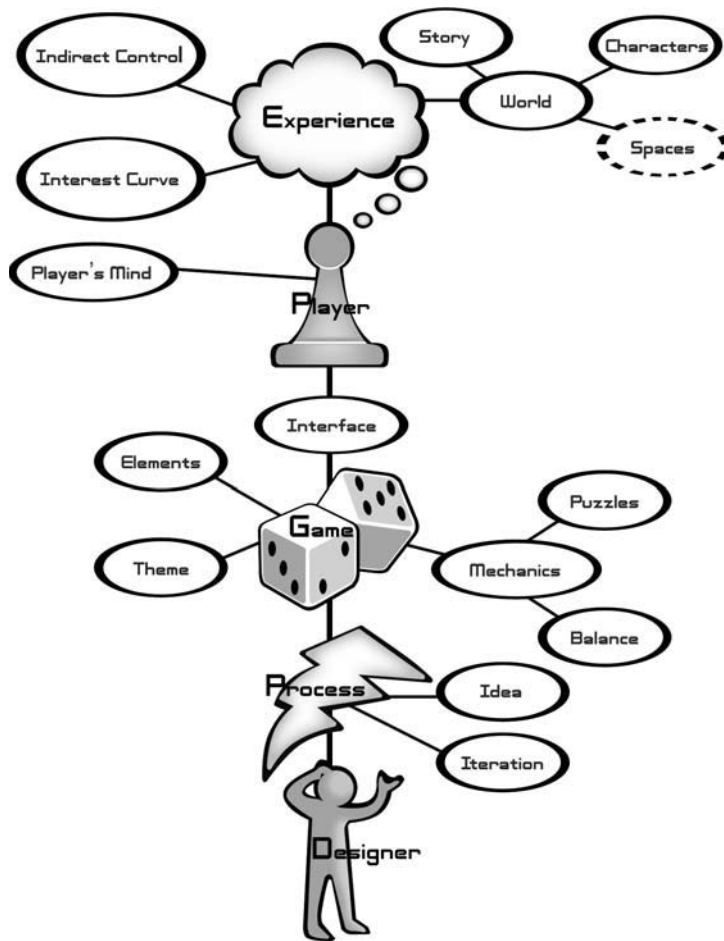 Story
Characters
Indirect Control
World
Experience
Spaces
Interest Curve
Player's Mind
Player
Interface
Elements
Puzzles
Game
Theme
Mechanics
Balance
Process
Idea
Iteration
Designer